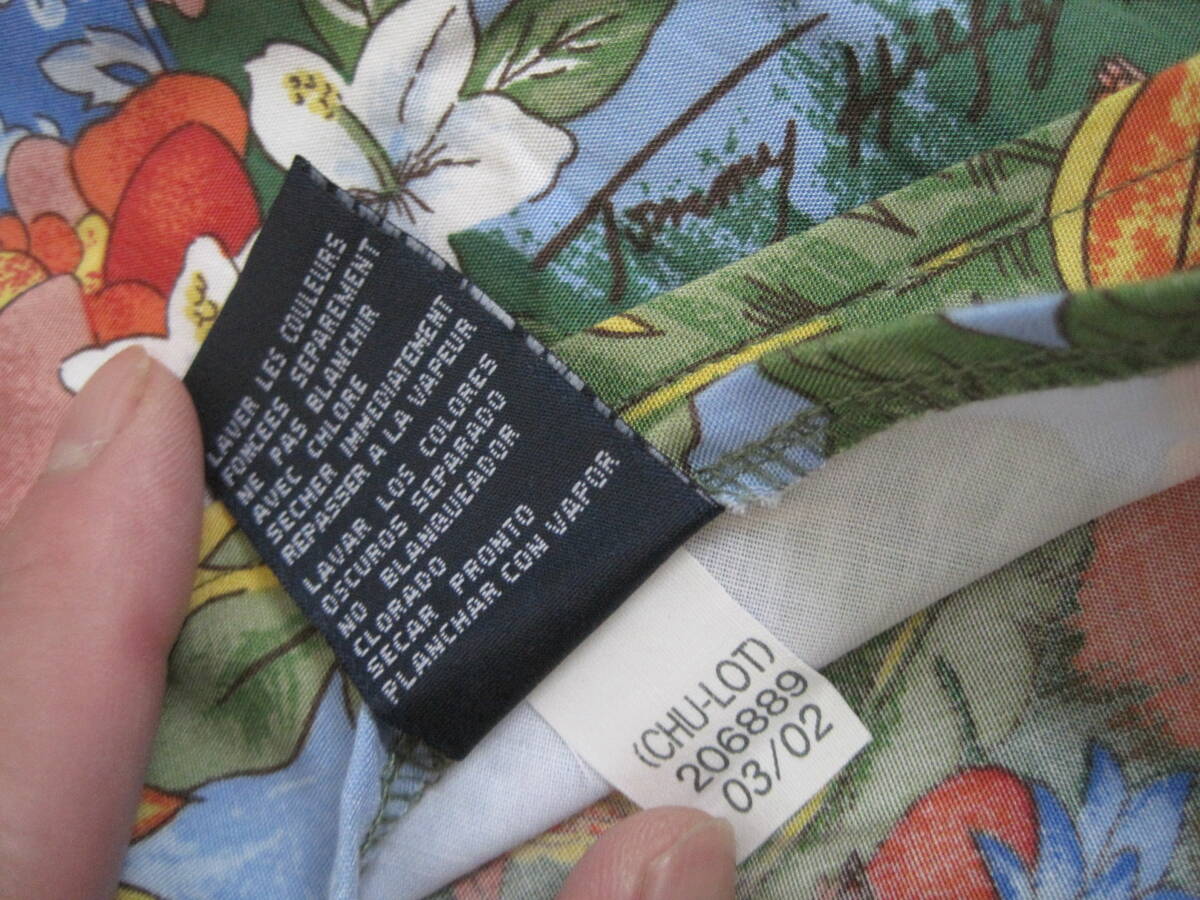 Tommy Hilfig
LAVER LES COULEURS
FONCEES SEPAREMENT
NE PAS BLANCHIR
AVEC CHLORE
SECHER IMMEDIATEMENT
REPASSER A LA VAPEUR
LAVAR LOS COLORES
OSCUROS SEPARADO
NO BLANQUEADOR
CLORADO
SECAR PRONTO
PLANCHAR CON VAPOR
(CHU-LOT)
206889
03/02